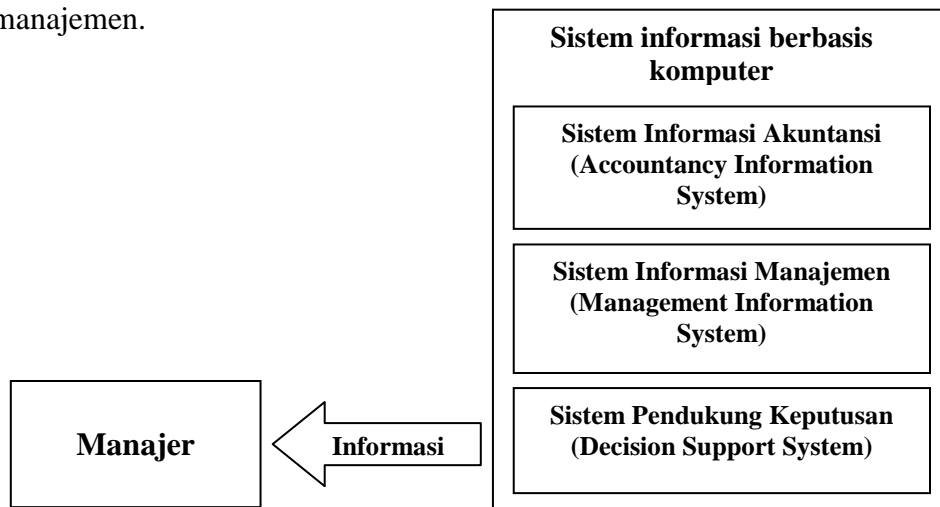 manajemen.
Sistem informasi berbasis
komputer
Sistem Informasi Akuntansi
(Accountancy Information
System)
Sistem Informasi Manajemen
(Management Information
System)
Sistem Pendukung Keputusan
(Decision Support System)
Manajer
Informasi